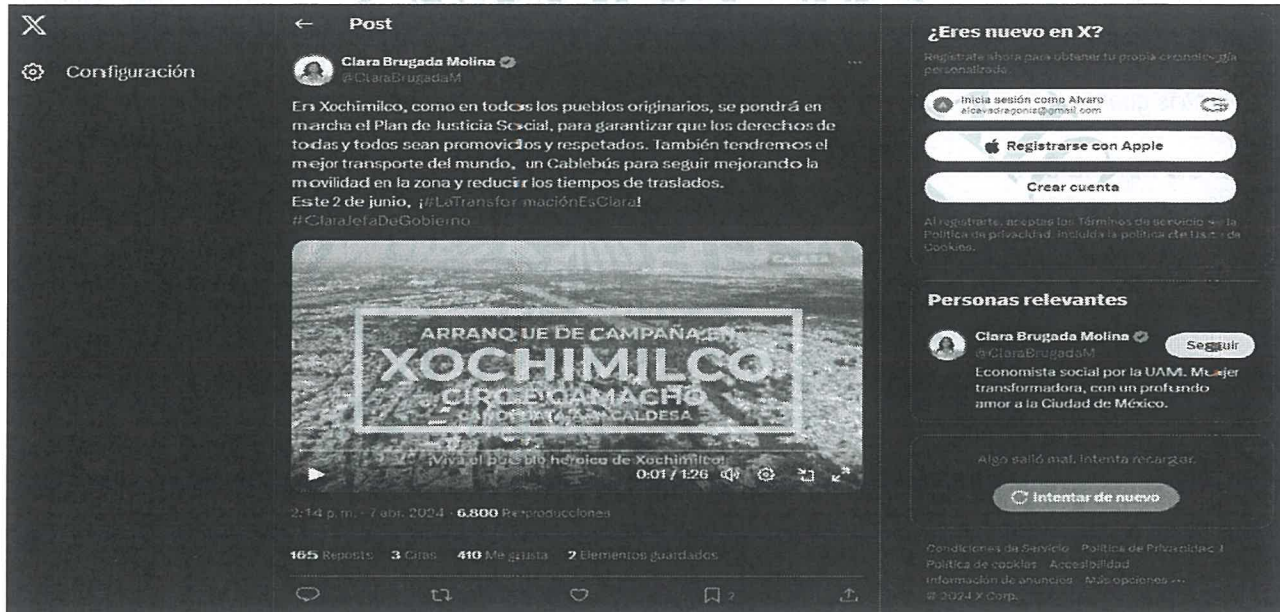 X
Configuración
← Post
Clara Brugada Molina
@ClaraBrugadaM
En Xochimilco, como en todos los pueblos originarios, se pondrá en
marcha el Plan de Justicia Social, para garantizar que los derechos de
todas y todos sean promovidos y respetados. También tendremos el
mejor transporte del mundo, un Cablebús para seguir mejorando la
movilidad en la zona y reducir los tiempos de traslados.
Este 2 de junio, ¡#LaTransformaciónEsClara!
#ClaraJefaDeGobierno
ARRANQUE DE CAMPAÑA EN
XOCHIMILCO
CIRCE CAMACHO
CANDIDATA A ALCALDESA
¡Viva el pueblo heroico de Xochimilco!
0:01 / 1:26
2:14 p. m. · 7 abr. 2024 · 6.800 Reproducciones
165 Reposts 3 Citas 410 Me gusta 2 Elementos guardados
2
¿Eres nuevo en X?
Regístrate ahora para obtener tu propia cronología
personalizada.
Inicia sesión como Alvaro
alcavadragoniz@gmail.com
Registrarse con Apple
Crear cuenta
Al registrarte, aceptas los Términos de servicio y la
Política de privacidad, incluida la política de Uso de
Cookies.
Personas relevantes
Clara Brugada Molina
@ClaraBrugadaM
Seguir
Economista social por la UAM. Mujer
transformadora, con un profundo
amor a la Ciudad de México.
Algo salió mal. Intenta recargar.
Intentar de nuevo
Condiciones de Servicio Política de Privacidad
Política de cookies Accesibilidad
Información de anuncios Más opciones ···
© 2024 X Corp.